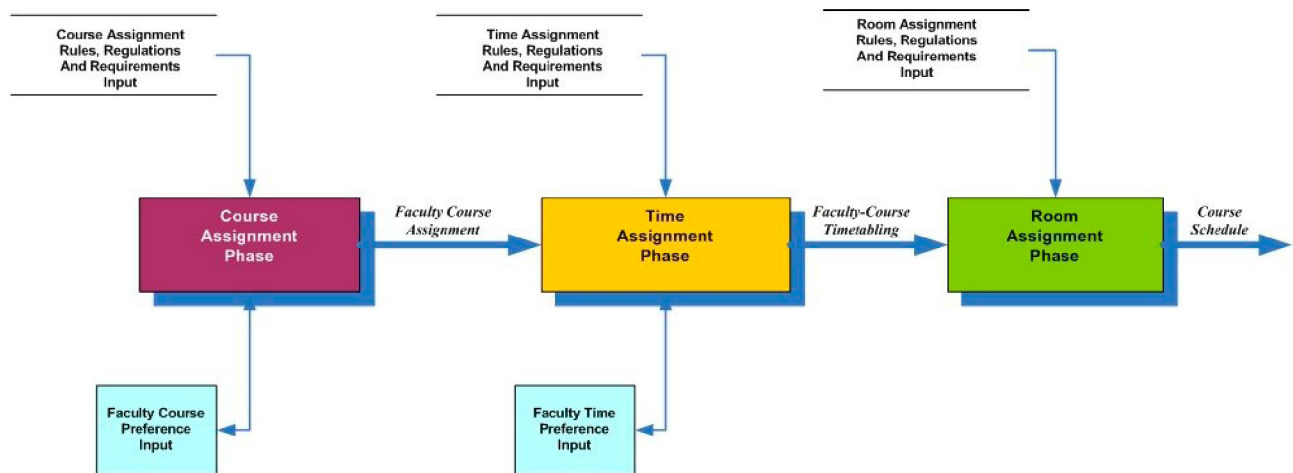 Course Assignment
Rules, Regulations
And Requirements
Input
Time Assignment
Rules, Regulations
And Requirements
Input
Room Assignment
Rules, Regulations
And Requirements
Input
Course
Assignment
Phase
Faculty Course
Assignment
Time
Assignment
Phase
Faculty-Course
Timetabling
Room
Assignment
Phase
Course
Schedule
Faculty Course
Preference
Input
Faculty Time
Preference
Input